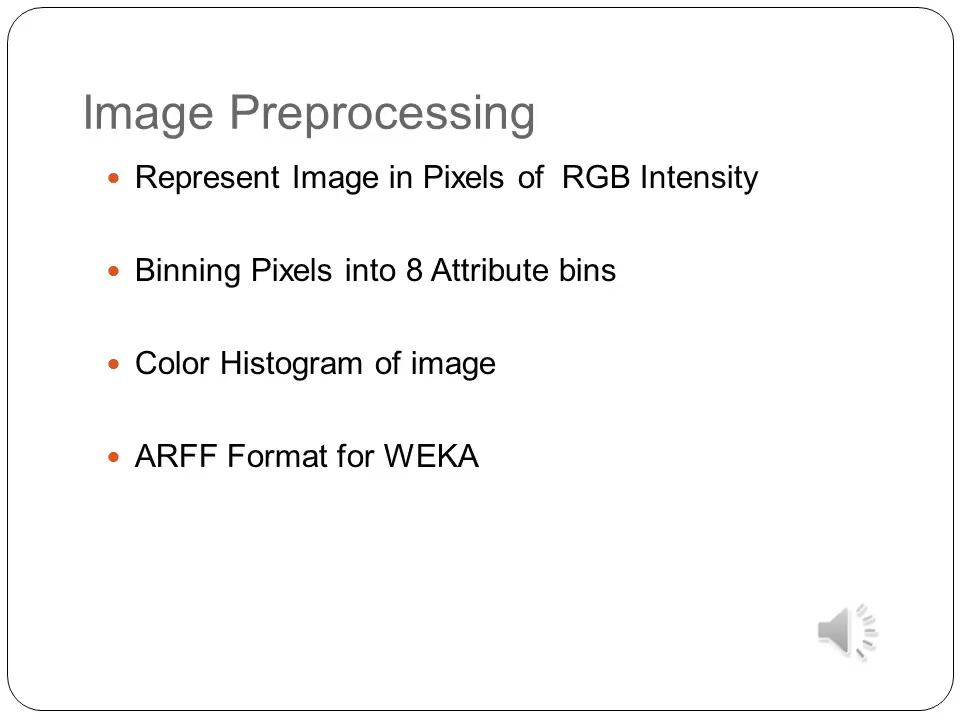 Image Preprocessing
Represent Image in Pixels of RGB Intensity
Binning Pixels into 8 Attribute bins
Color Histogram of image
ARFF Format for WEKA